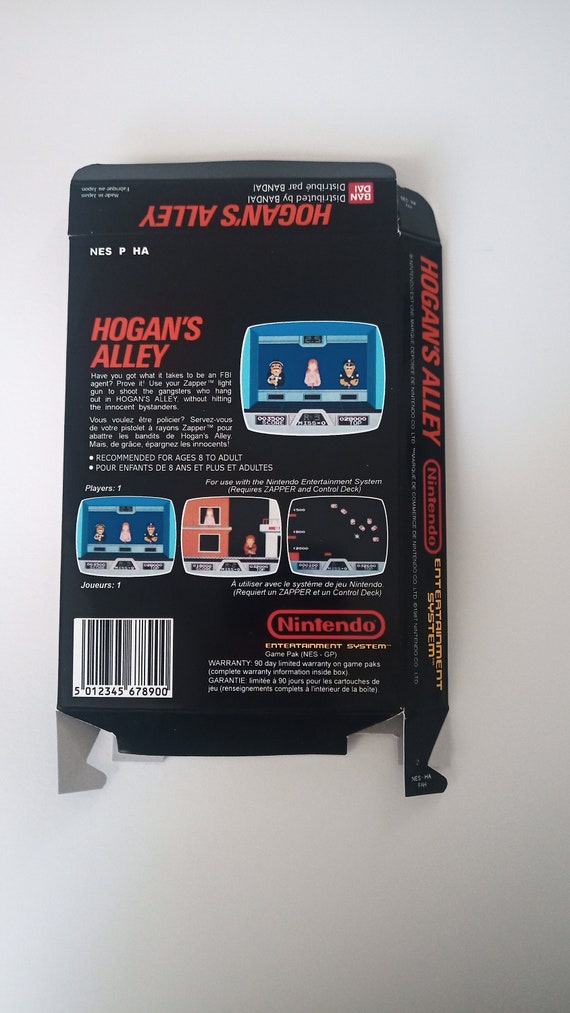 Made in Japan
Fabriqué au Japon
Distributed by BANDAI
Distribué par BANDAI
BAN
DAI
HOGAN'S ALLEY
NES P HA
HOGAN'S
ALLEY
Have you got what it takes to be an FBI
agent? Prove it! Use your Zapper™ light
gun to shoot the gangsters who hang
out in HOGAN'S ALLEY, without hitting
the innocent bystanders.
Vous voulez être policier? Servez-vous
de votre pistolet à rayons Zapper™ pour
abattre les bandits de Hogan's Alley.
Mais, de grâce, épargnez les innocents!
● RECOMMENDED FOR AGES 8 TO ADULT
● POUR ENFANTS DE 8 ANS ET PLUS ET ADULTES
003500
SCORE
MISS=0
028000
TOP
Players: 1
For use with the Nintendo Entertainment System
(Requires ZAPPER and Control Deck)
Joueurs: 1
À utiliser avec le système de jeu Nintendo.
(Requiert un ZAPPER et un Control Deck)
Nintendo
ENTERTAINMENT SYSTEM™
Game Pak (NES - GP)
WARRANTY: 90 day limited warranty on game paks
(complete warranty information inside box).
GARANTIE: limitée à 90 jours pour les cartouches de
jeu (renseignements complets à l'interieur de la boîte).
5 012345 678900
HOGAN'S ALLEY
Nintendo
ENTERTAINMENT
SYSTEM™
NES-HA